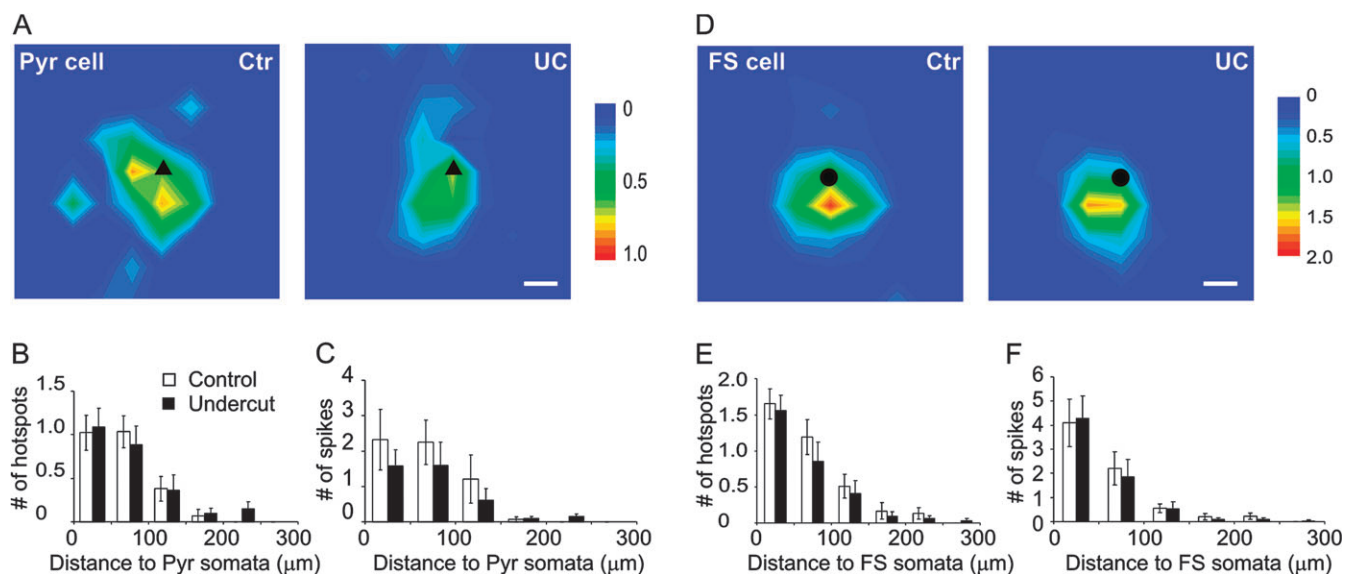 A
Pyr cell Ctr
UC
0
0.5
1.0
D
FS cell Ctr
UC
0
0.5
1.0
1.5
2.0
B
# of hotspots
1.5
1.0
0.5
0
0 100 200 300
Distance to Pyr somata (μm)
Control
Undercut
C
# of spikes
4
3
2
1
0
0 100 200 300
Distance to Pyr somata (μm)
E
# of hotspots
2.0
1.5
1.0
0.5
0
0 100 200 300
Distance to FS somata (μm)
F
# of spikes
6
5
4
3
2
1
0
0 100 200 300
Distance to FS somata (μm)